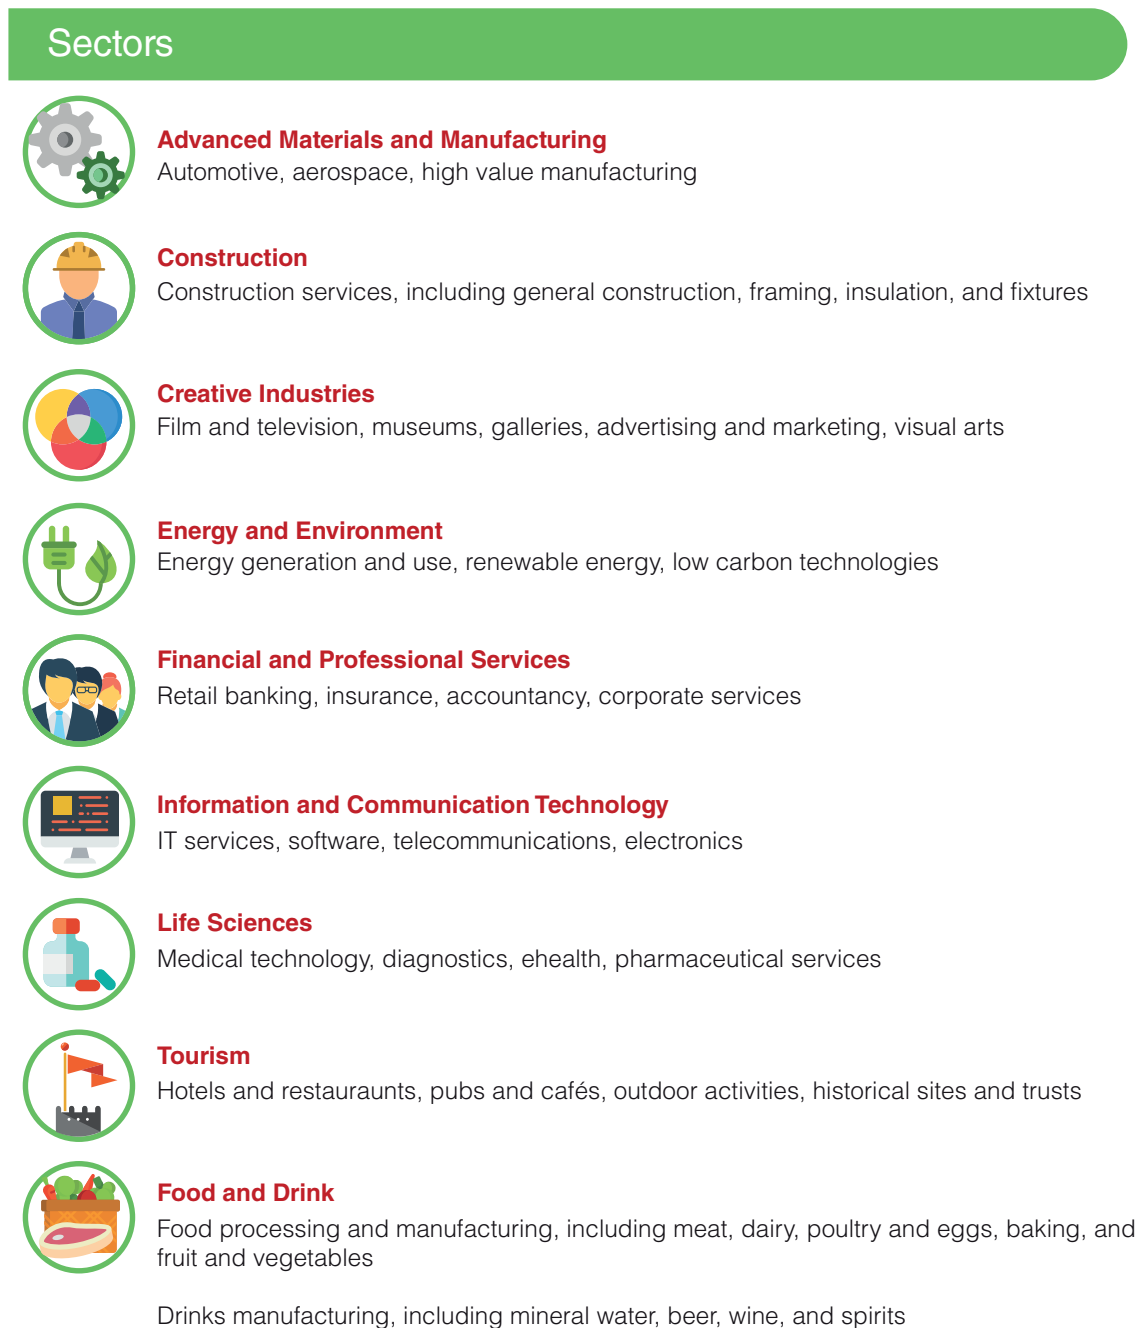 Sectors
Advanced Materials and Manufacturing
Automotive, aerospace, high value manufacturing
Construction
Construction services, including general construction, framing, insulation, and fixtures
Creative Industries
Film and television, museums, galleries, advertising and marketing, visual arts
Energy and Environment
Energy generation and use, renewable energy, low carbon technologies
Financial and Professional Services
Retail banking, insurance, accountancy, corporate services
Information and Communication Technology
IT services, software, telecommunications, electronics
Life Sciences
Medical technology, diagnostics, ehealth, pharmaceutical services
Tourism
Hotels and restauraunts, pubs and cafés, outdoor activities, historical sites and trusts
Food and Drink
Food processing and manufacturing, including meat, dairy, poultry and eggs, baking, and
fruit and vegetables
Drinks manufacturing, including mineral water, beer, wine, and spirits